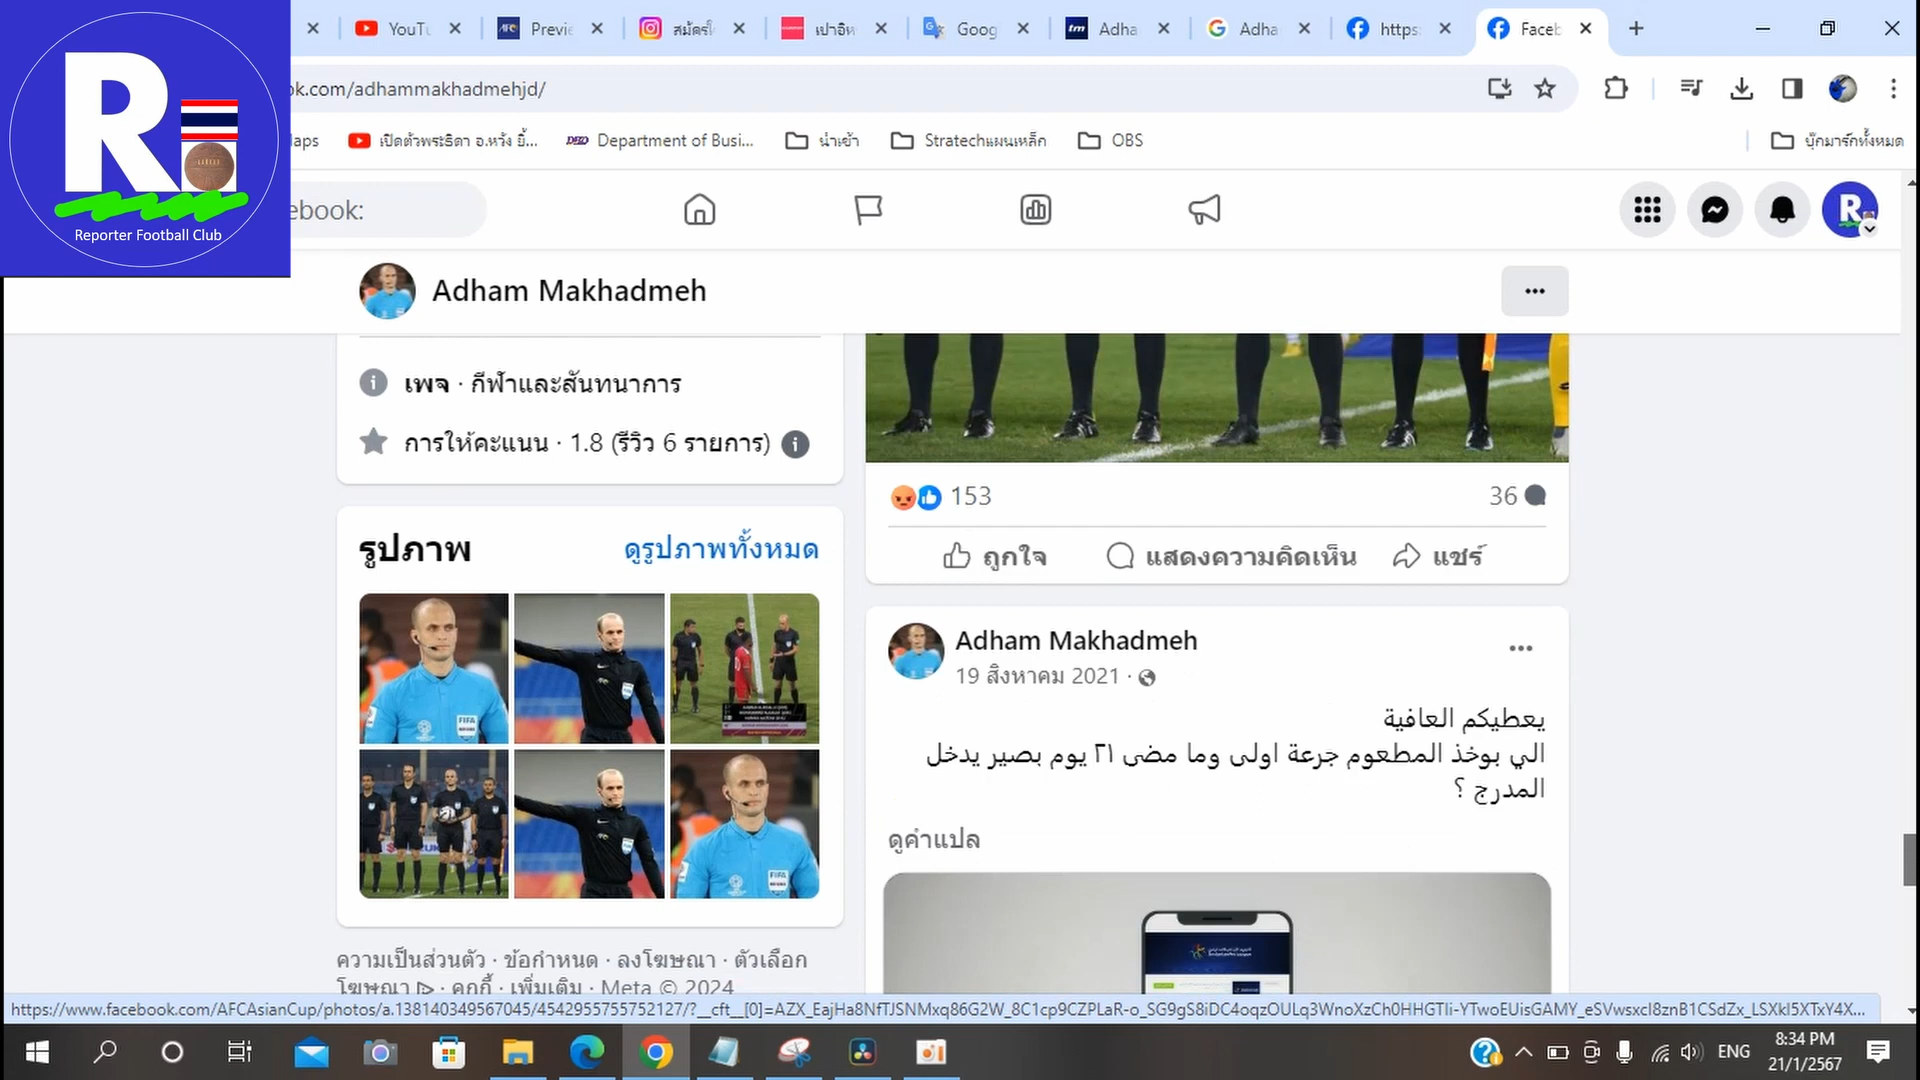 R
Reporter Football Club
YouTu
Previe
สมัครใ
เปาอิห
Goog
tm
Adha
Adha
https:
Faceb
ok.com/adhammakhadmehjd/
laps
เปิดตัวพระธิดา อ.หวัง ยี้...
Department of Busi...
น่าเข้า
Stratechแผนเหล็ก
OBS
บุ๊กมาร์กทั้งหมด
ebook:
Adham Makhadmeh
เพจ · กีฬาและสันทนาการ
การให้คะแนน · 1.8 (รีวิว 6 รายการ)
รูปภาพ
ดูรูปภาพทั้งหมด
FIFA
FIFA
ความเป็นส่วนตัว · ข้อกำหนด · ลงโฆษณา · ตัวเลือก
โฆษณา · คุกกี้ · เพิ่มเติม · Meta © 2024
153
36
ถูกใจ
แสดงความคิดเห็น
แชร์
Adham Makhadmeh
19 สิงหาคม 2021 ·
يعطيكم العافية
الي بوخذ المطعوم جرعة اولى وما مضى ٢١ يوم بصير يدخل
المدرج ؟
ดูคำแปล
https://www.facebook.com/AFCAsianCup/photos/a.138140349567045/4542955755752127/?__cft__[0]=AZX_EajHa8NfTJSNMxq86G2W_8C1cp9CZPLaR-o_SG9gS8iDC4oqzOULq3WnoXzCh0HHGTIi-YTwoEUisGAMY_eSVwsxcI8znB1CSdZx_LSXkI5XTxY4X...
ENG
8:34 PM
21/1/2567